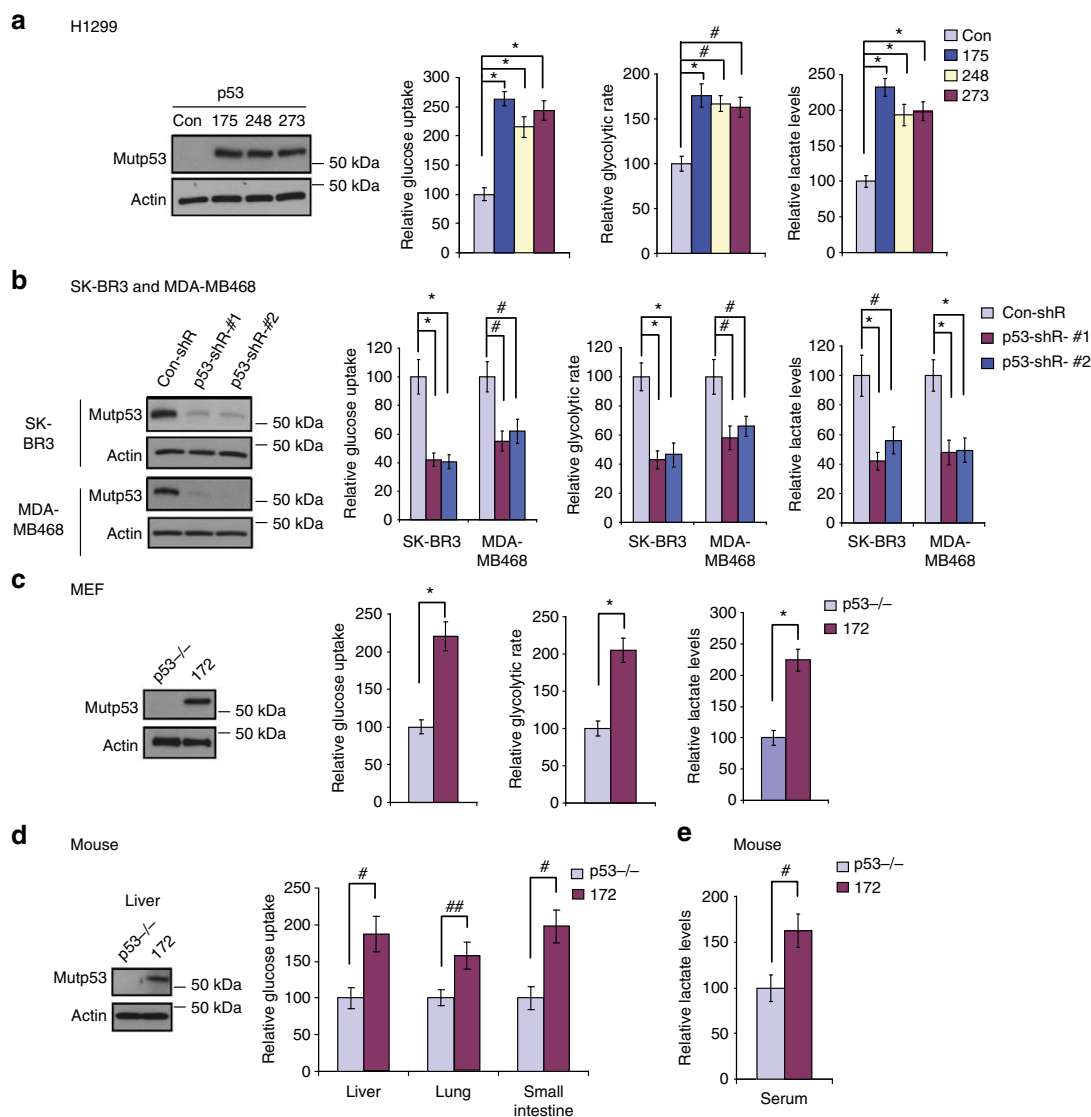 a
H1299
p53
Con 175 248 273
Mutp53
50 kDa
50 kDa
Actin
Relative glucose uptake
300
250
200
150
100
50
0
*
*
*
Relative glycolytic rate
200
150
100
50
0
#
#
*
Relative lactate levels
250
200
150
100
50
0
*
*
*
Con
175
248
273
b
SK-BR3 and MDA-MB468
Con-shR
p53-shR-#1
p53-shR-#2
SK-
BR3
Mutp53
50 kDa
Actin
50 kDa
MDA-
MB468
Mutp53
50 kDa
Actin
50 kDa
Relative glucose uptake
120
100
80
60
40
20
0
*
*
#
#
SK-BR3 MDA-
MB468
Relative glycolytic rate
120
100
80
60
40
20
0
*
*
#
#
SK-BR3 MDA-
MB468
Relative lactate levels
120
100
80
60
40
20
0
#
*
*
*
SK-BR3 MDA-
MB468
Con-shR
p53-shR- #1
p53-shR- #2
c
MEF
p53–/–
172
Mutp53
50 kDa
50 kDa
Actin
Relative glucose uptake
250
200
150
100
50
0
*
Relative glycolytic rate
250
200
150
100
50
0
*
Relative lactate levels
300
250
200
150
100
50
0
*
p53–/–
172
d
Mouse
Liver
p53–/–
172
Mutp53
50 kDa
50 kDa
Actin
Relative glucose uptake
250
200
150
100
50
0
#
##
#
Liver Lung Small
intestine
p53–/–
172
e
Mouse
Relative lactate levels
200
150
100
50
0
#
Serum
p53–/–
172